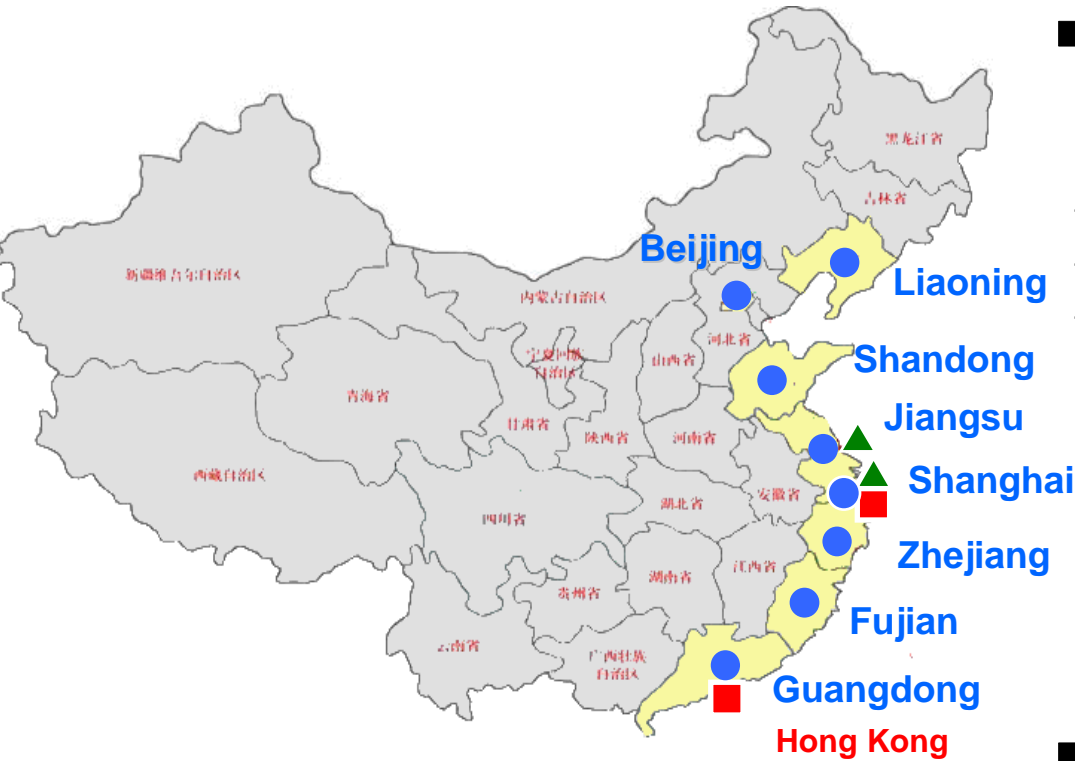 黑龙江省
吉林省
Beijing
新疆维吾尔自治区
Liaoning
内蒙古自治区
河北省
宁夏回族
自治区
山西省
Shandong
青海省
Jiangsu
甘肃省
陕西省
河南省
西藏自治区
Shanghai
安徽省
湖北省
四川省
Zhejiang
江西省
湖南省
贵州省
Fujian
云南省
广西壮族
自治区
Guangdong
Hong Kong